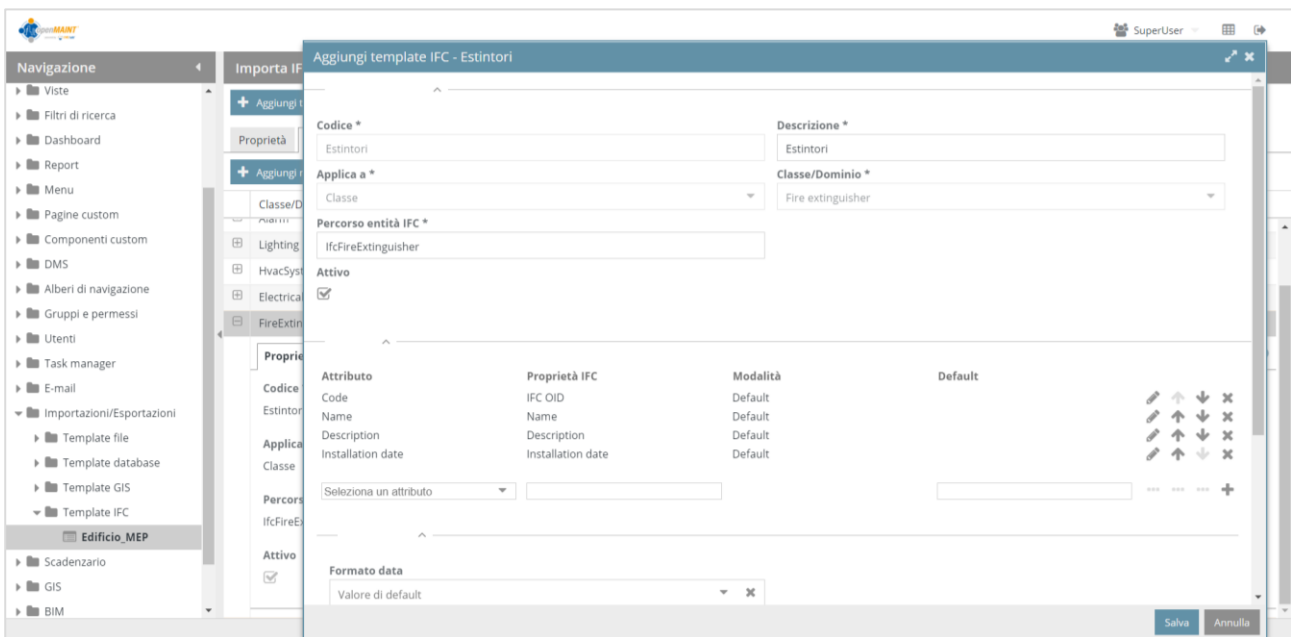 openMAINT
SuperUser
Navigazione
Viste
Filtri di ricerca
Dashboard
Report
Menu
Pagine custom
Componenti custom
DMS
Alberi di navigazione
Gruppi e permessi
Utenti
Task manager
E-mail
Importazioni/Esportazioni
Template file
Template database
Template GIS
Template IFC
Edificio_MEP
Scadenzario
GIS
BIM
Importa IF
Aggiungi t
Proprietà
Aggiungi r
Classe/D
Alarm
Lighting
HvacSyst
Electrical
FireExtin
Proprie
Codice
Estintor
Applica
Classe
Percors
IfcFireEx
Attivo
Aggiungi template IFC - Estintori
Codice * Descrizione *
Estintori Estintori
Applica a * Classe/Dominio *
Classe Fire extinguisher
Percorso entità IFC *
IfcFireExtinguisher
Attivo
Attributo Proprietà IFC Modalità Default
Code IFC OID Default
Name Name Default
Description Description Default
Installation date Installation date Default
Seleziona un attributo
Formato data
Valore di default
Salva Annulla